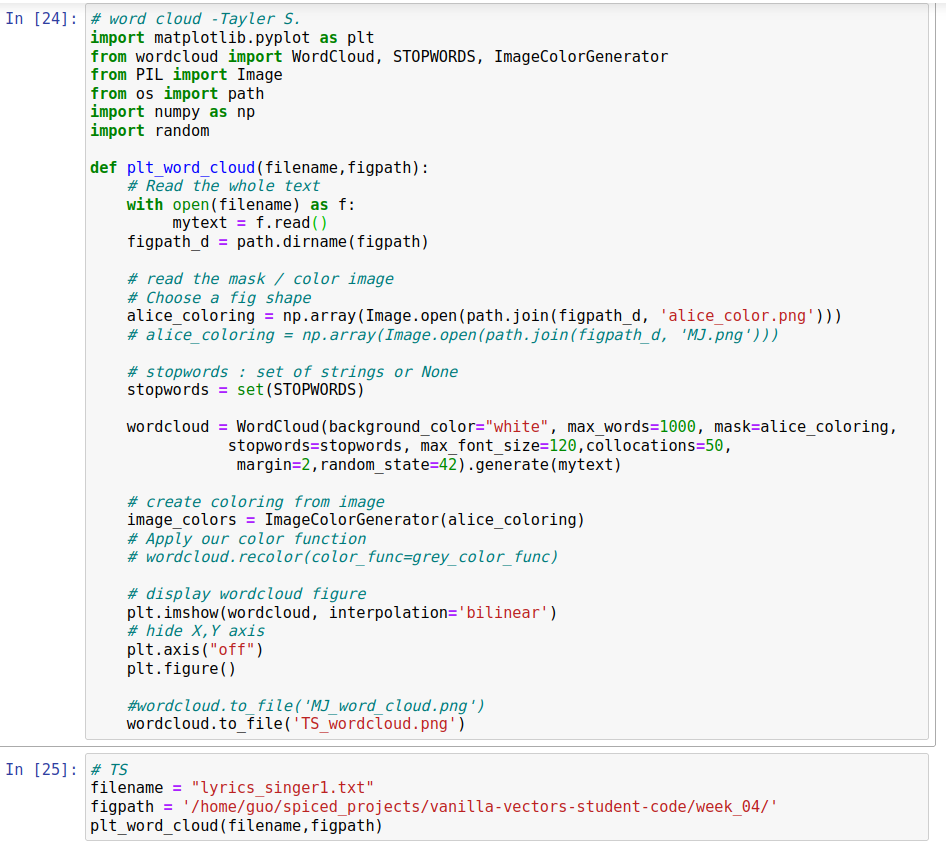 In [24]: # word cloud -Tayler S.
import matplotlib.pyplot as plt
from wordcloud import WordCloud, STOPWORDS, ImageColorGenerator
from PIL import Image
from os import path
import numpy as np
import random

def plt_word_cloud(filename,figpath):
    # Read the whole text
    with open(filename) as f:
         mytext = f.read()
    figpath_d = path.dirname(figpath)

    # read the mask / color image
    # Choose a fig shape
    alice_coloring = np.array(Image.open(path.join(figpath_d, 'alice_color.png')))
    # alice_coloring = np.array(Image.open(path.join(figpath_d, 'MJ.png')))

    # stopwords : set of strings or None
    stopwords = set(STOPWORDS)

    wordcloud = WordCloud(background_color="white", max_words=1000, mask=alice_coloring,
               stopwords=stopwords, max_font_size=120,collocations=50,
                margin=2,random_state=42).generate(mytext)

    # create coloring from image
    image_colors = ImageColorGenerator(alice_coloring)
    # Apply our color function
    # wordcloud.recolor(color_func=grey_color_func)

    # display wordcloud figure
    plt.imshow(wordcloud, interpolation='bilinear')
    # hide X,Y axis
    plt.axis("off")
    plt.figure()

    #wordcloud.to_file('MJ_word_cloud.png')
    wordcloud.to_file('TS_wordcloud.png')
In [25]: # TS
filename = "lyrics_singer1.txt"
figpath = '/home/guo/spiced_projects/vanilla-vectors-student-code/week_04/'
plt_word_cloud(filename,figpath)